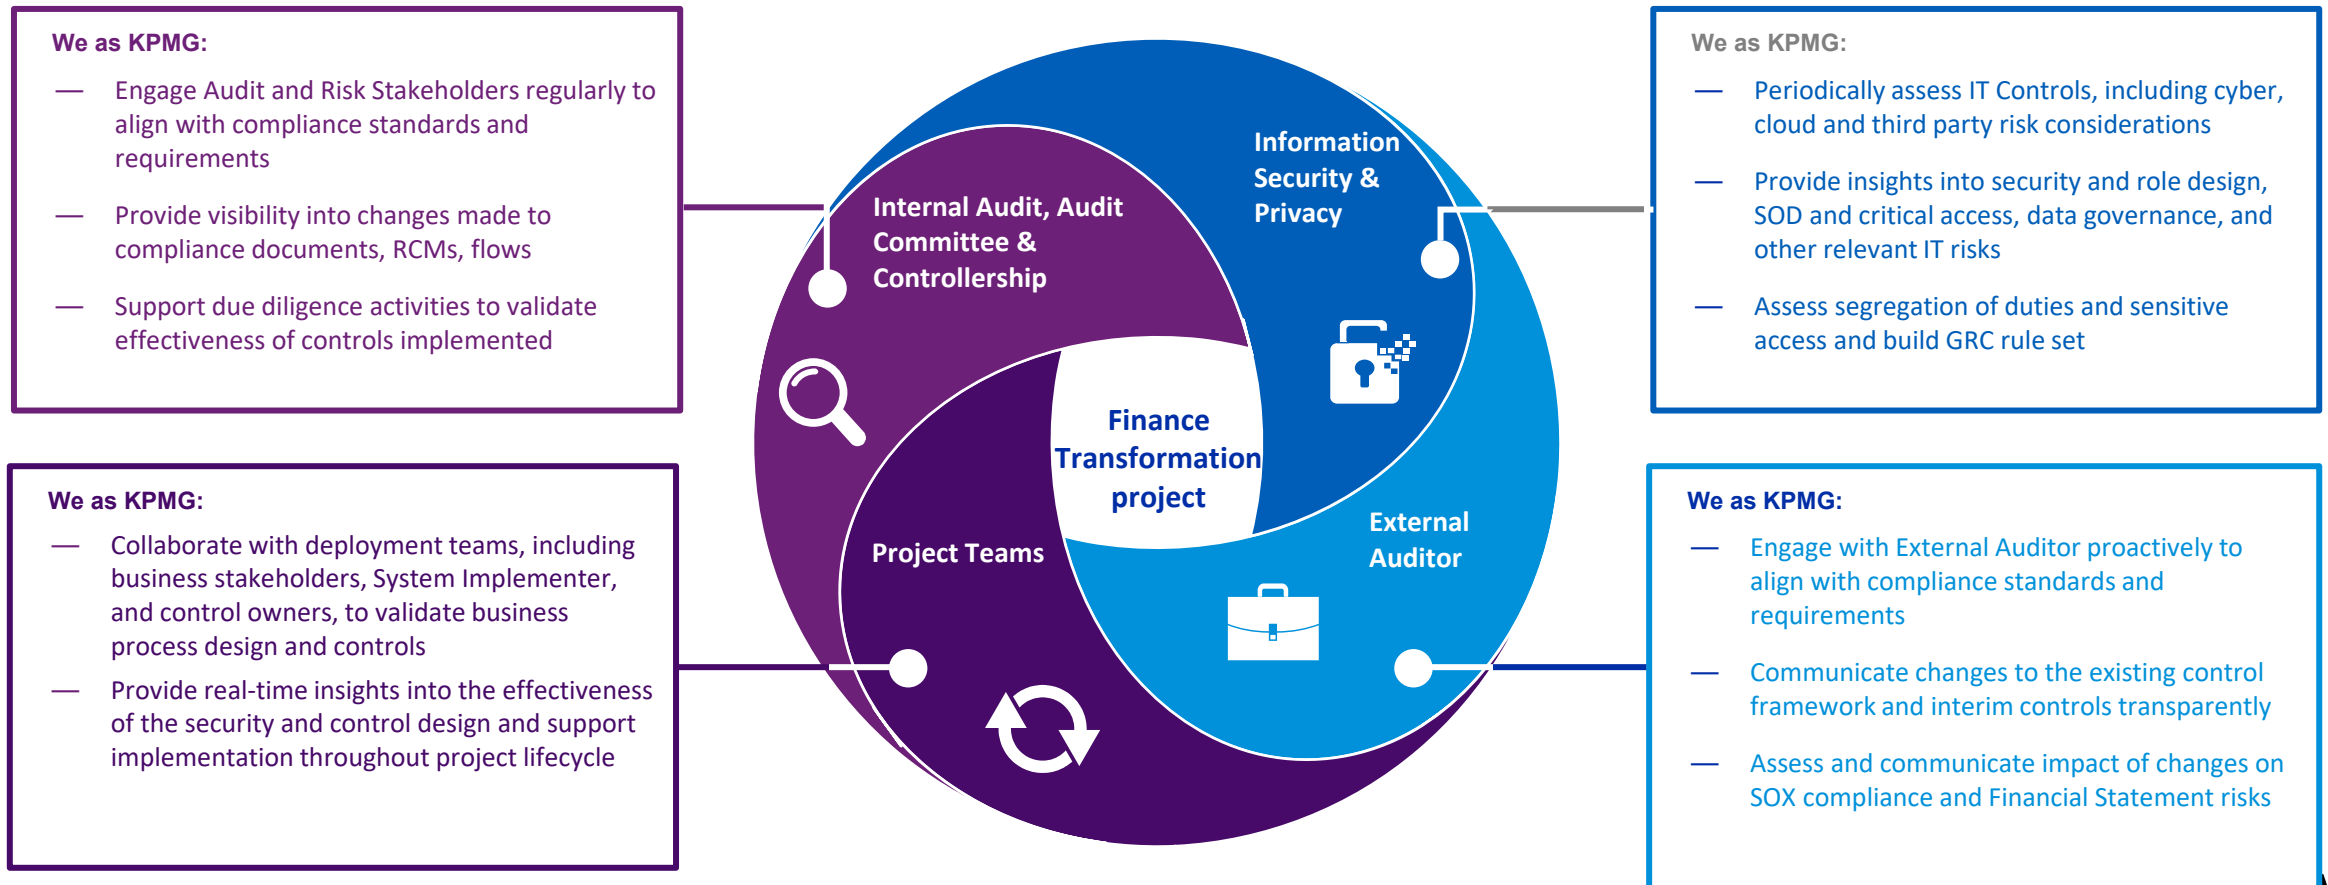 We as KPMG:
— Engage Audit and Risk Stakeholders regularly to
align with compliance standards and
requirements
— Provide visibility into changes made to
compliance documents, RCMs, flows
— Support due diligence activities to validate
effectiveness of controls implemented
We as KPMG:
— Collaborate with deployment teams, including
business stakeholders, System Implementer,
and control owners, to validate business
process design and controls
— Provide real-time insights into the effectiveness
of the security and control design and support
implementation throughout project lifecycle
Internal Audit, Audit
Committee &
Controllership
Information
Security &
Privacy
Finance
Transformation
project
Project Teams
External
Auditor
We as KPMG:
— Periodically assess IT Controls, including cyber,
cloud and third party risk considerations
— Provide insights into security and role design,
SOD and critical access, data governance, and
other relevant IT risks
— Assess segregation of duties and sensitive
access and build GRC rule set
We as KPMG:
— Engage with External Auditor proactively to
align with compliance standards and
requirements
— Communicate changes to the existing control
framework and interim controls transparently
— Assess and communicate impact of changes on
SOX compliance and Financial Statement risks